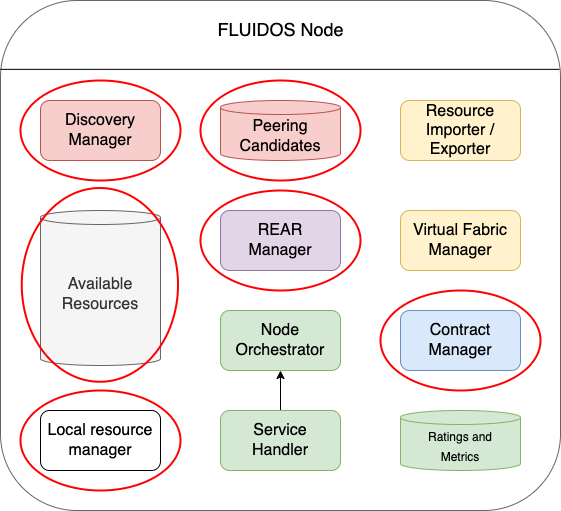 FLUIDOS Node
Discovery
Manager
Peering
Candidates
Resource
Importer /
Exporter
Available
Resources
REAR
Manager
Virtual Fabric
Manager
Node
Orchestrator
Contract
Manager
Local resource
manager
Service
Handler
Ratings and
Metrics